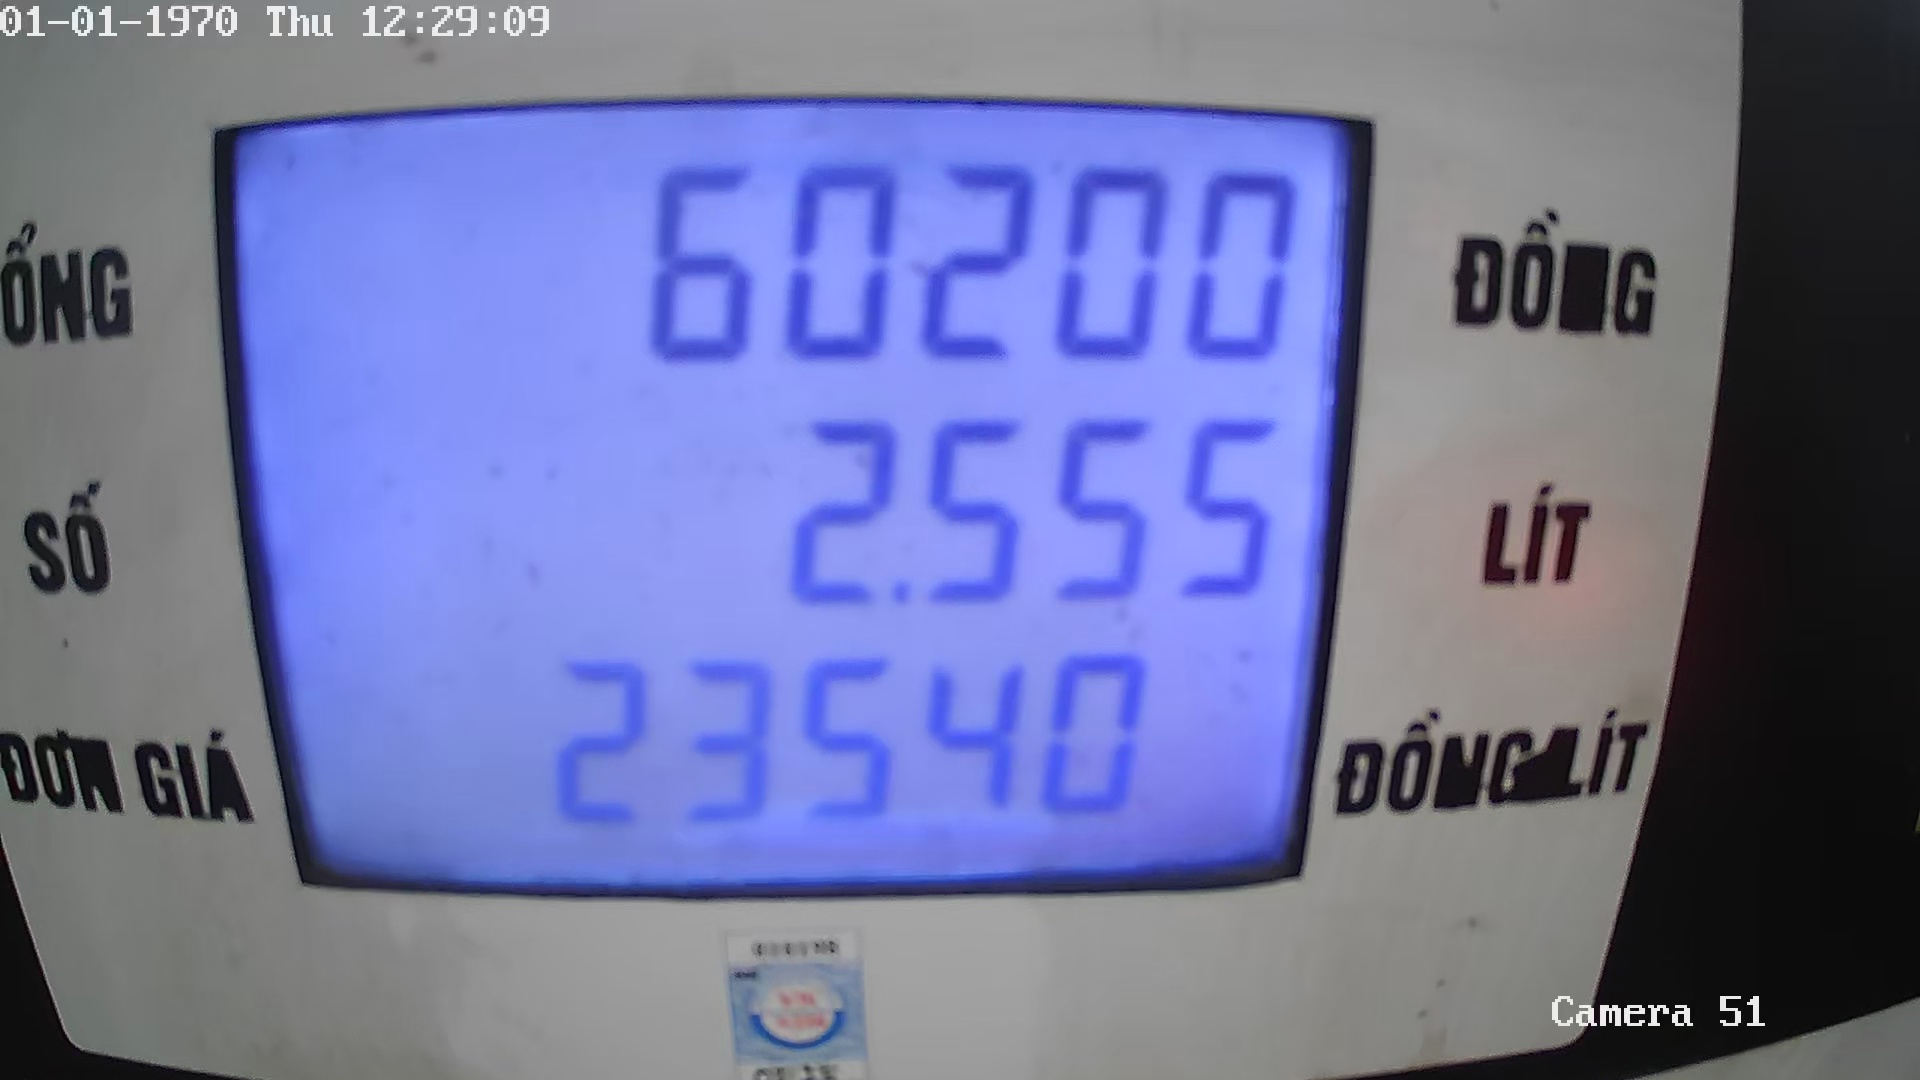 01-01-1970 Thu 12:29:09
ỔNG 60200 ĐỒNG
SỐ 2.555 LÍT
ĐƠN GIÁ 23540 ĐỒNG/LÍT
Camera 51